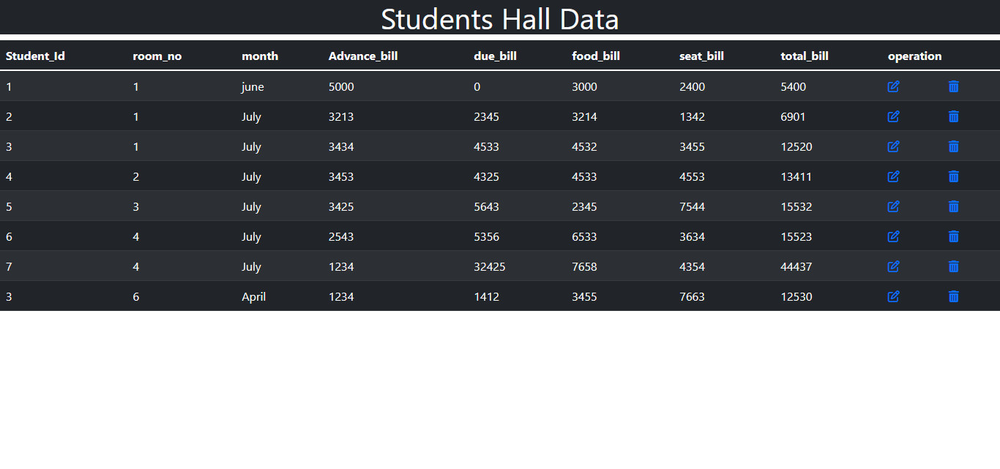 Students Hall Data
Student_Id room_no month Advance_bill due_bill food_bill seat_bill total_bill operation
1 1 june 5000 0 3000 2400 5400
2 1 July 3213 2345 3214 1342 6901
3 1 July 3434 4533 4532 3455 12520
4 2 July 3453 4325 4533 4553 13411
5 3 July 3425 5643 2345 7544 15532
6 4 July 2543 5356 6533 3634 15523
7 4 July 1234 32425 7658 4354 44437
3 6 April 1234 1412 3455 7663 12530